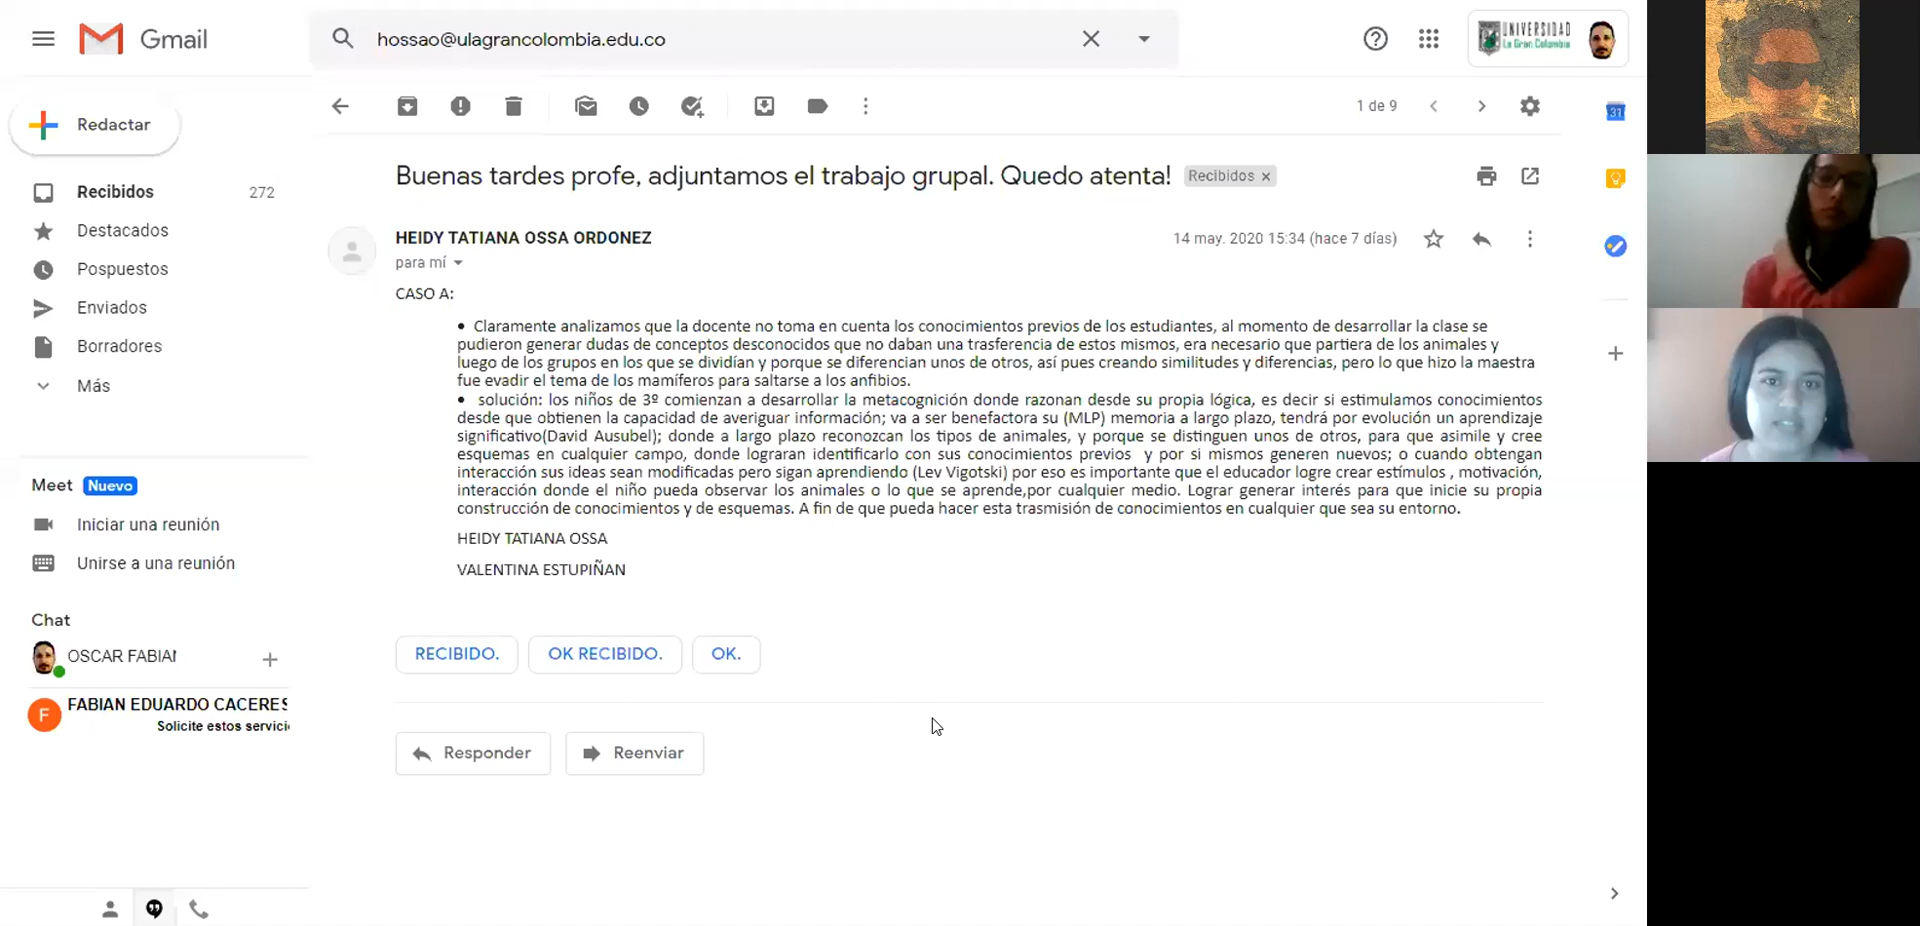 Gmail
hossao@ulagrancolombia.edu.co
UNIVERSIDAD
La Gran Colombia
Redactar
1 de 9
31
Recibidos 272
Destacados
Pospuestos
Enviados
Borradores
Más
Meet Nuevo
Iniciar una reunión
Unirse a una reunión
Chat
OSCAR FABIAN
F
FABIAN EDUARDO CACERES
Solicite estos servici
Buenas tardes profe, adjuntamos el trabajo grupal. Quedo atenta! Recibidos x
HEIDY TATIANA OSSA ORDONEZ 14 may. 2020 15:34 (hace 7 días)
para mí
CASO A:
• Claramente analizamos que la docente no toma en cuenta los conocimientos previos de los estudiantes, al momento de desarrollar la clase se
pudieron generar dudas de conceptos desconocidos que no daban una trasferencia de estos mismos, era necesario que partiera de los animales y
luego de los grupos en los que se dividían y porque se diferencian unos de otros, así pues creando similitudes y diferencias, pero lo que hizo la maestra
fue evadir el tema de los mamíferos para saltarse a los anfibios.
• solución: los niños de 3º comienzan a desarrollar la metacognición donde razonan desde su propia lógica, es decir si estimulamos conocimientos
desde que obtienen la capacidad de averiguar información; va a ser benefactora su (MLP) memoria a largo plazo, tendrá por evolución un aprendizaje
significativo(David Ausubel); donde a largo plazo reconozcan los tipos de animales, y porque se distinguen unos de otros, para que asimile y cree
esquemas en cualquier campo, donde lograran identificarlo con sus conocimientos previos y por si mismos generen nuevos; o cuando obtengan
interacción sus ideas sean modificadas pero sigan aprendiendo (Lev Vigotski) por eso es importante que el educador logre crear estímulos , motivación,
interacción donde el niño pueda observar los animales o lo que se aprende,por cualquier medio. Lograr generar interés para que inicie su propia
construcción de conocimientos y de esquemas. A fin de que pueda hacer esta trasmisión de conocimientos en cualquier que sea su entorno.
HEIDY TATIANA OSSA
VALENTINA ESTUPIÑAN
RECIBIDO. OK RECIBIDO. OK.
Responder Reenviar